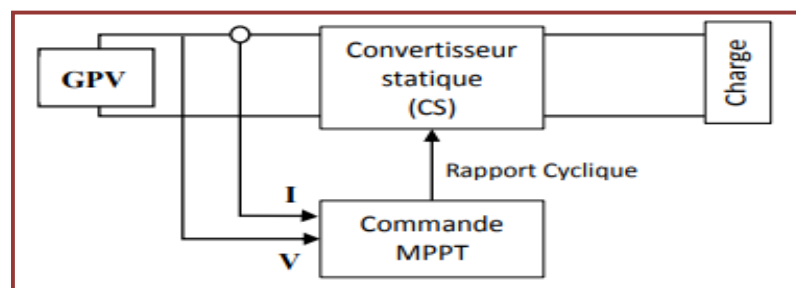 GPV
Convertisseur
statique
(CS)
Charge
Rapport Cyclique
I
V
Commande
MPPT